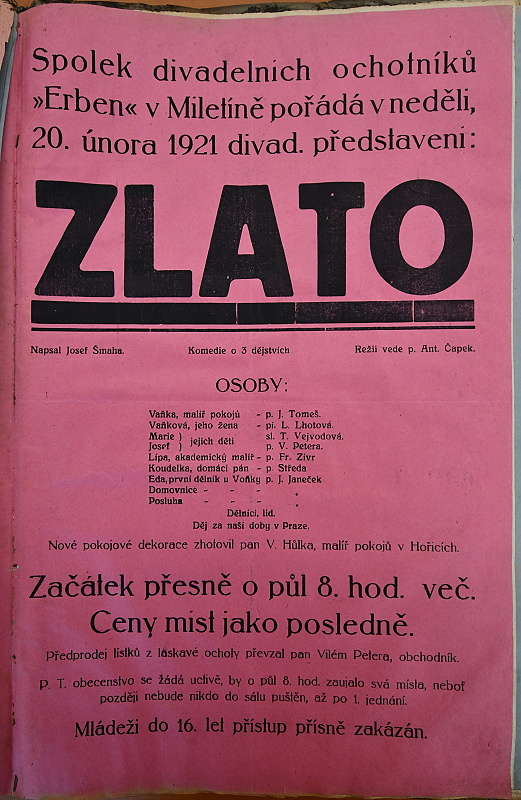 Spolek divadelních ochotníků
»Erben« v Miletíně pořádá v neděli,
20. února 1921 divad. představeni:
ZLATO
Napsal Josef Šmaha. Komedie o 3 dějstvích Režii vede p. Ant. Čapek.
OSOBY:
Vaňka, malíř pokojů - p. J. Tomeš.
Vaňková, jeho žena - pí. L. Lhotová.
Marie } jejich děti sl. T. Vejvodová.
Josef } p. V. Petera.
Lípa, akademický malíř - p. Fr. Zívr
Koudelka, domácí pán - p Středa
Eda, první dělník u Voňky p. J. Janeček
Domovnice - - -
Posluha - - -
Dělníci, lid.
Děj za naší doby v Praze.
Nové pokojové dekorace zhotovil pan V. Hůlka, malíř pokojů v Hořicích.
Začátek přesně o půl 8. hod. več.
Ceny míst jako posledně.
Předprodej lístků z láskavé ochoty převzal pan Vilém Petera, obchodník.
P. T. obecenstvo se žádá uctivě, by o půl 8. hod. zaujalo svá místa, neboť
později nebude nikdo do sálu puštěn, až po 1. jednání.
Mládeži do 16. let přístup přísně zakázán.